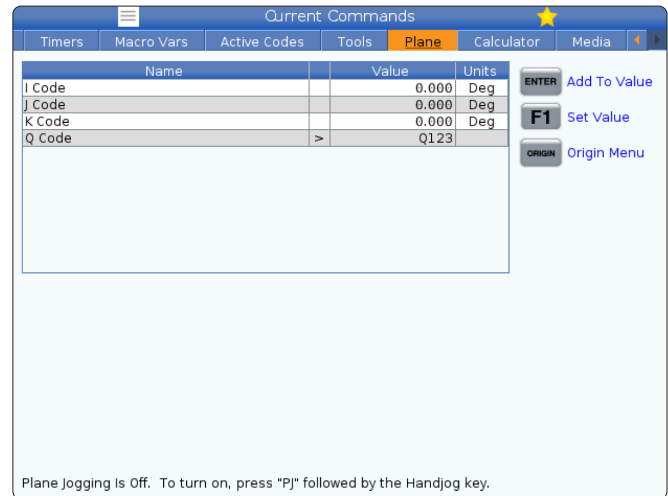 Current Commands
Timers Macro Vars Active Codes Tools Plane Calculator Media
Name Value Units
I Code 0.000 Deg
J Code 0.000 Deg
K Code 0.000 Deg
Q Code > Q123
ENTER Add To Value
F1 Set Value
ORIGIN Origin Menu
Plane Jogging Is Off. To turn on, press "PJ" followed by the Handjog key.